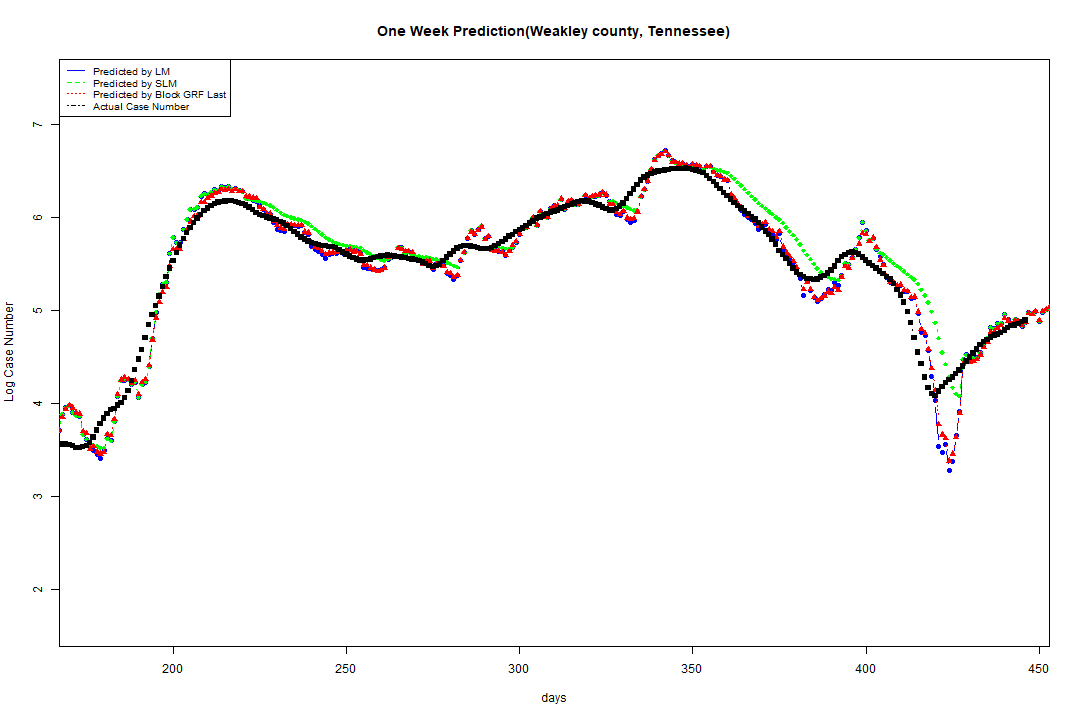 One Week Prediction(Weakley county, Tennessee)
Predicted by LM
Predicted by SLM
Predicted by Block GRF Last
Actual Case Number
7
6
5
4
3
2
Log Case Number
200 250 300 350 400 450
days